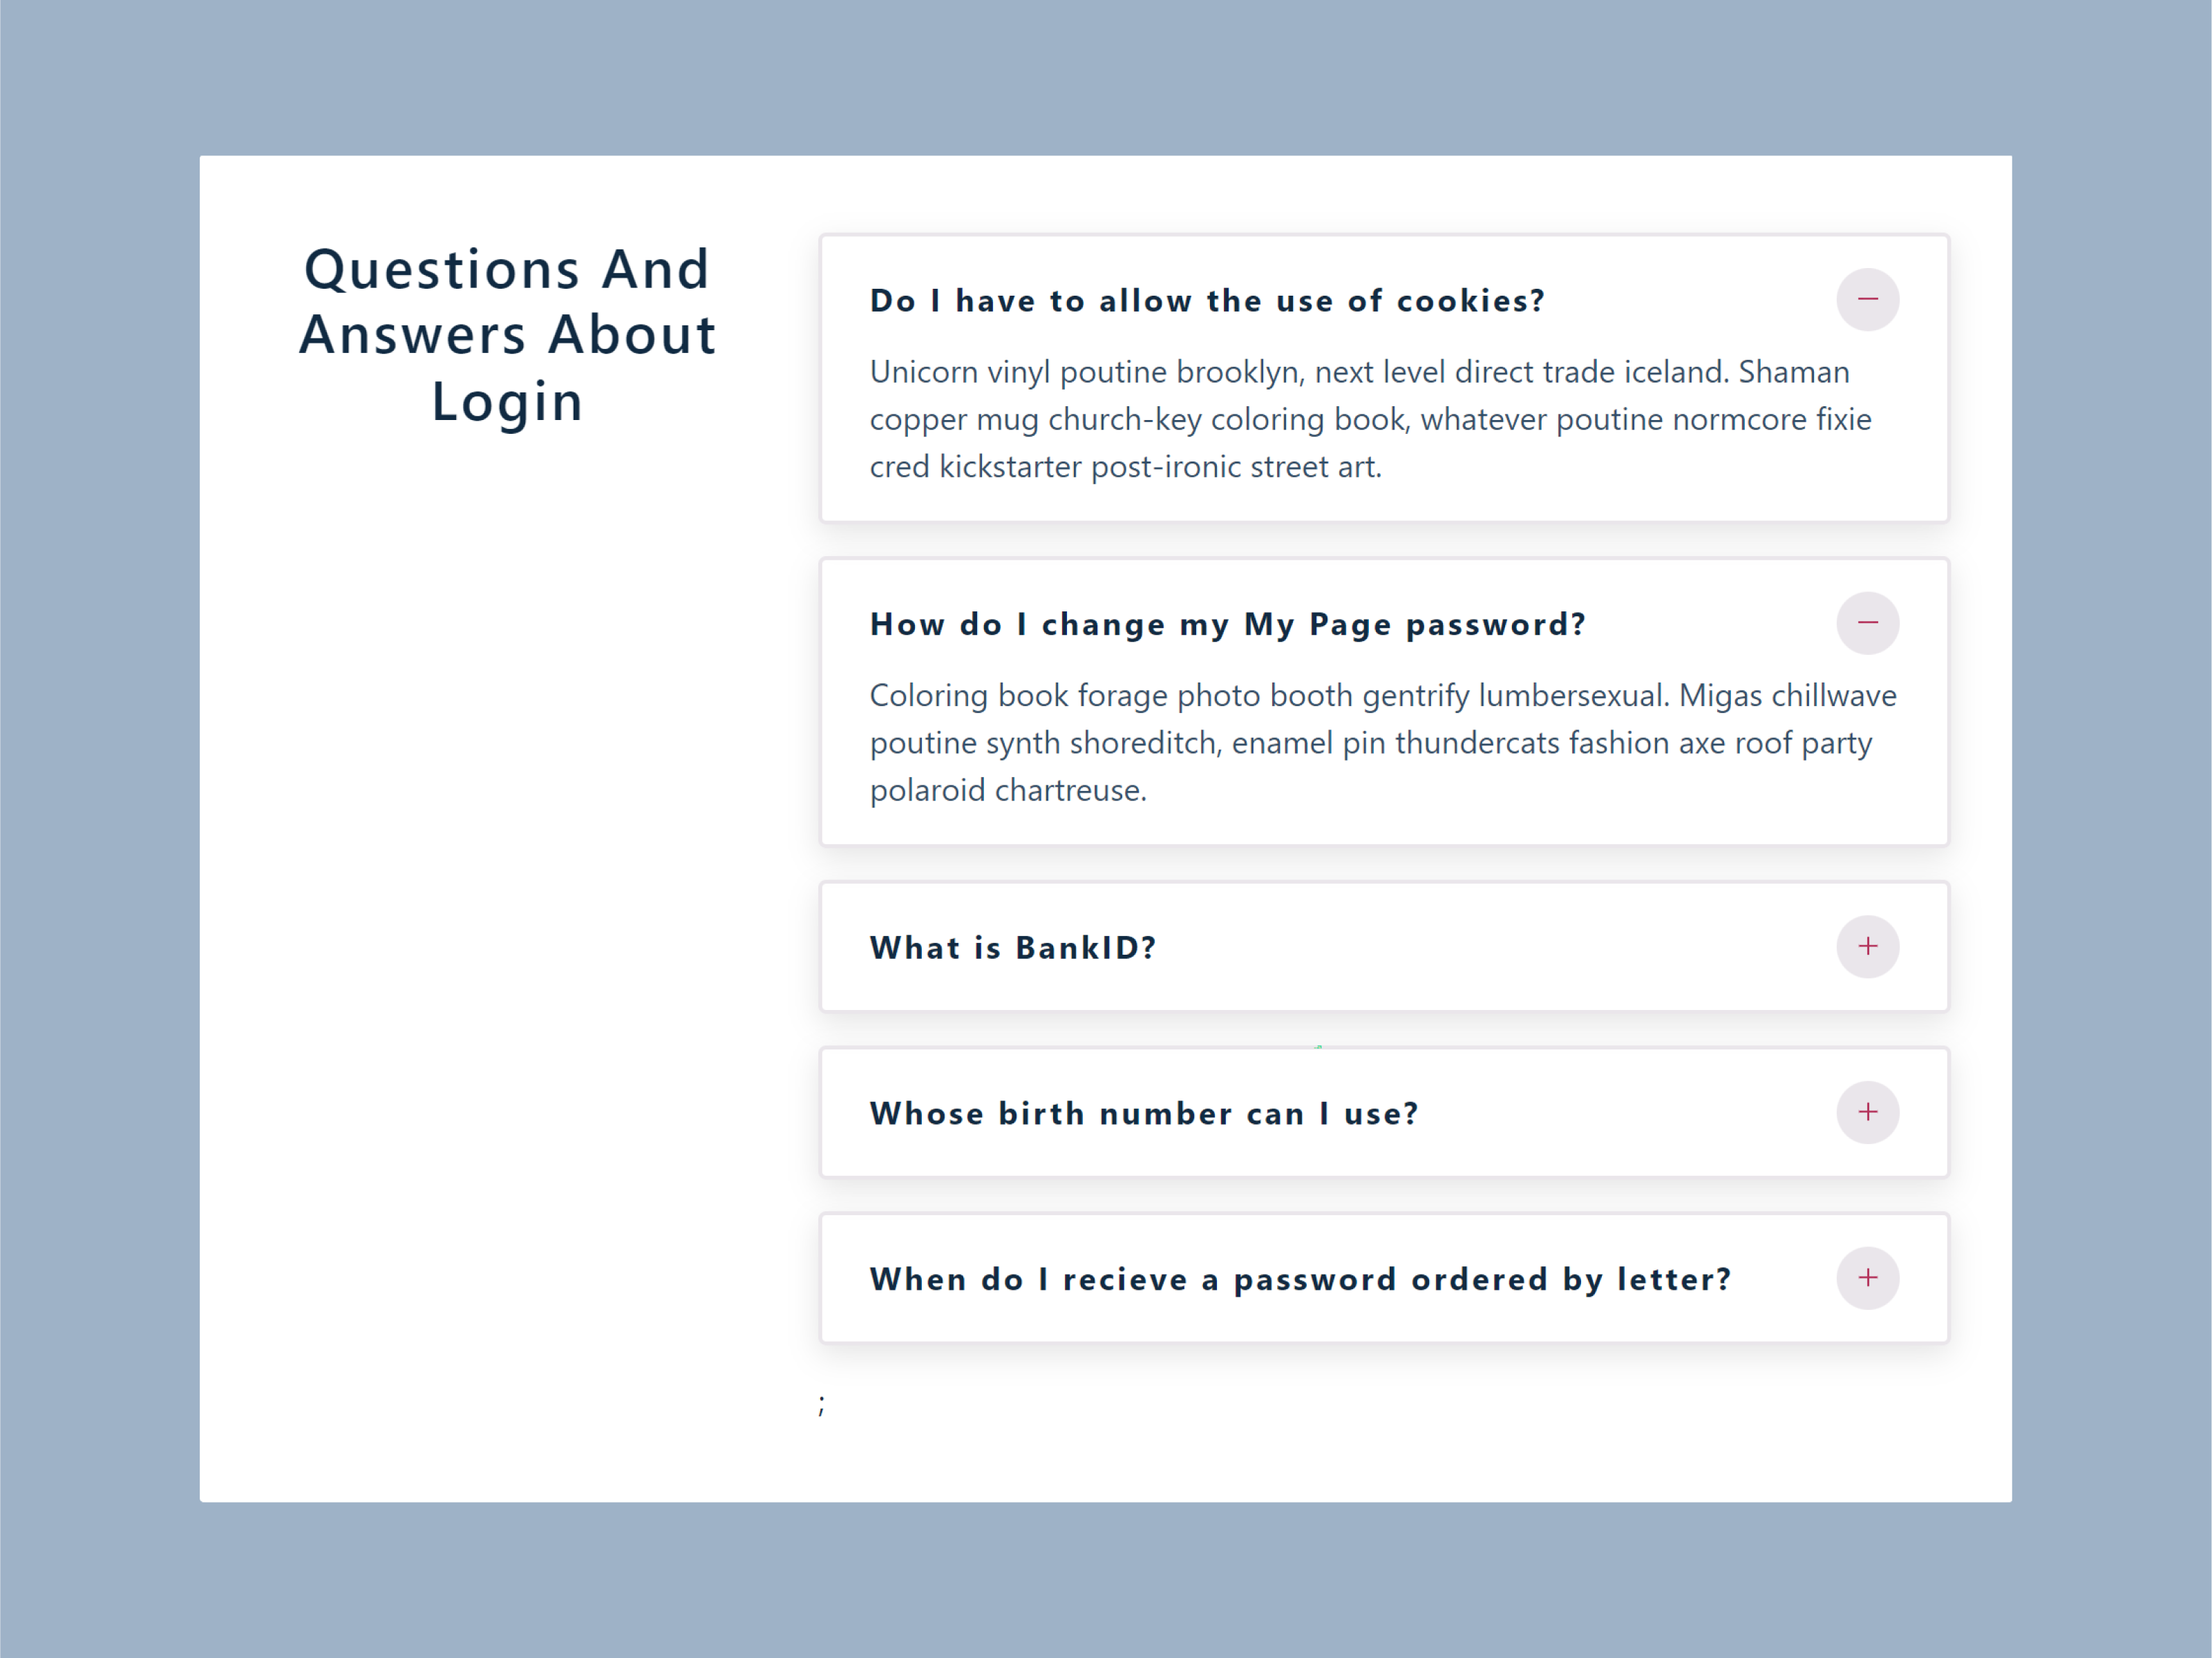 Questions And
Answers About
Login
Do I have to allow the use of cookies?
Unicorn vinyl poutine brooklyn, next level direct trade iceland. Shaman
copper mug church-key coloring book, whatever poutine normcore fixie
cred kickstarter post-ironic street art.
How do I change my My Page password?
Coloring book forage photo booth gentrify lumbersexual. Migas chillwave
poutine synth shoreditch, enamel pin thundercats fashion axe roof party
polaroid chartreuse.
What is BankID?
Whose birth number can I use?
When do I recieve a password ordered by letter?
;